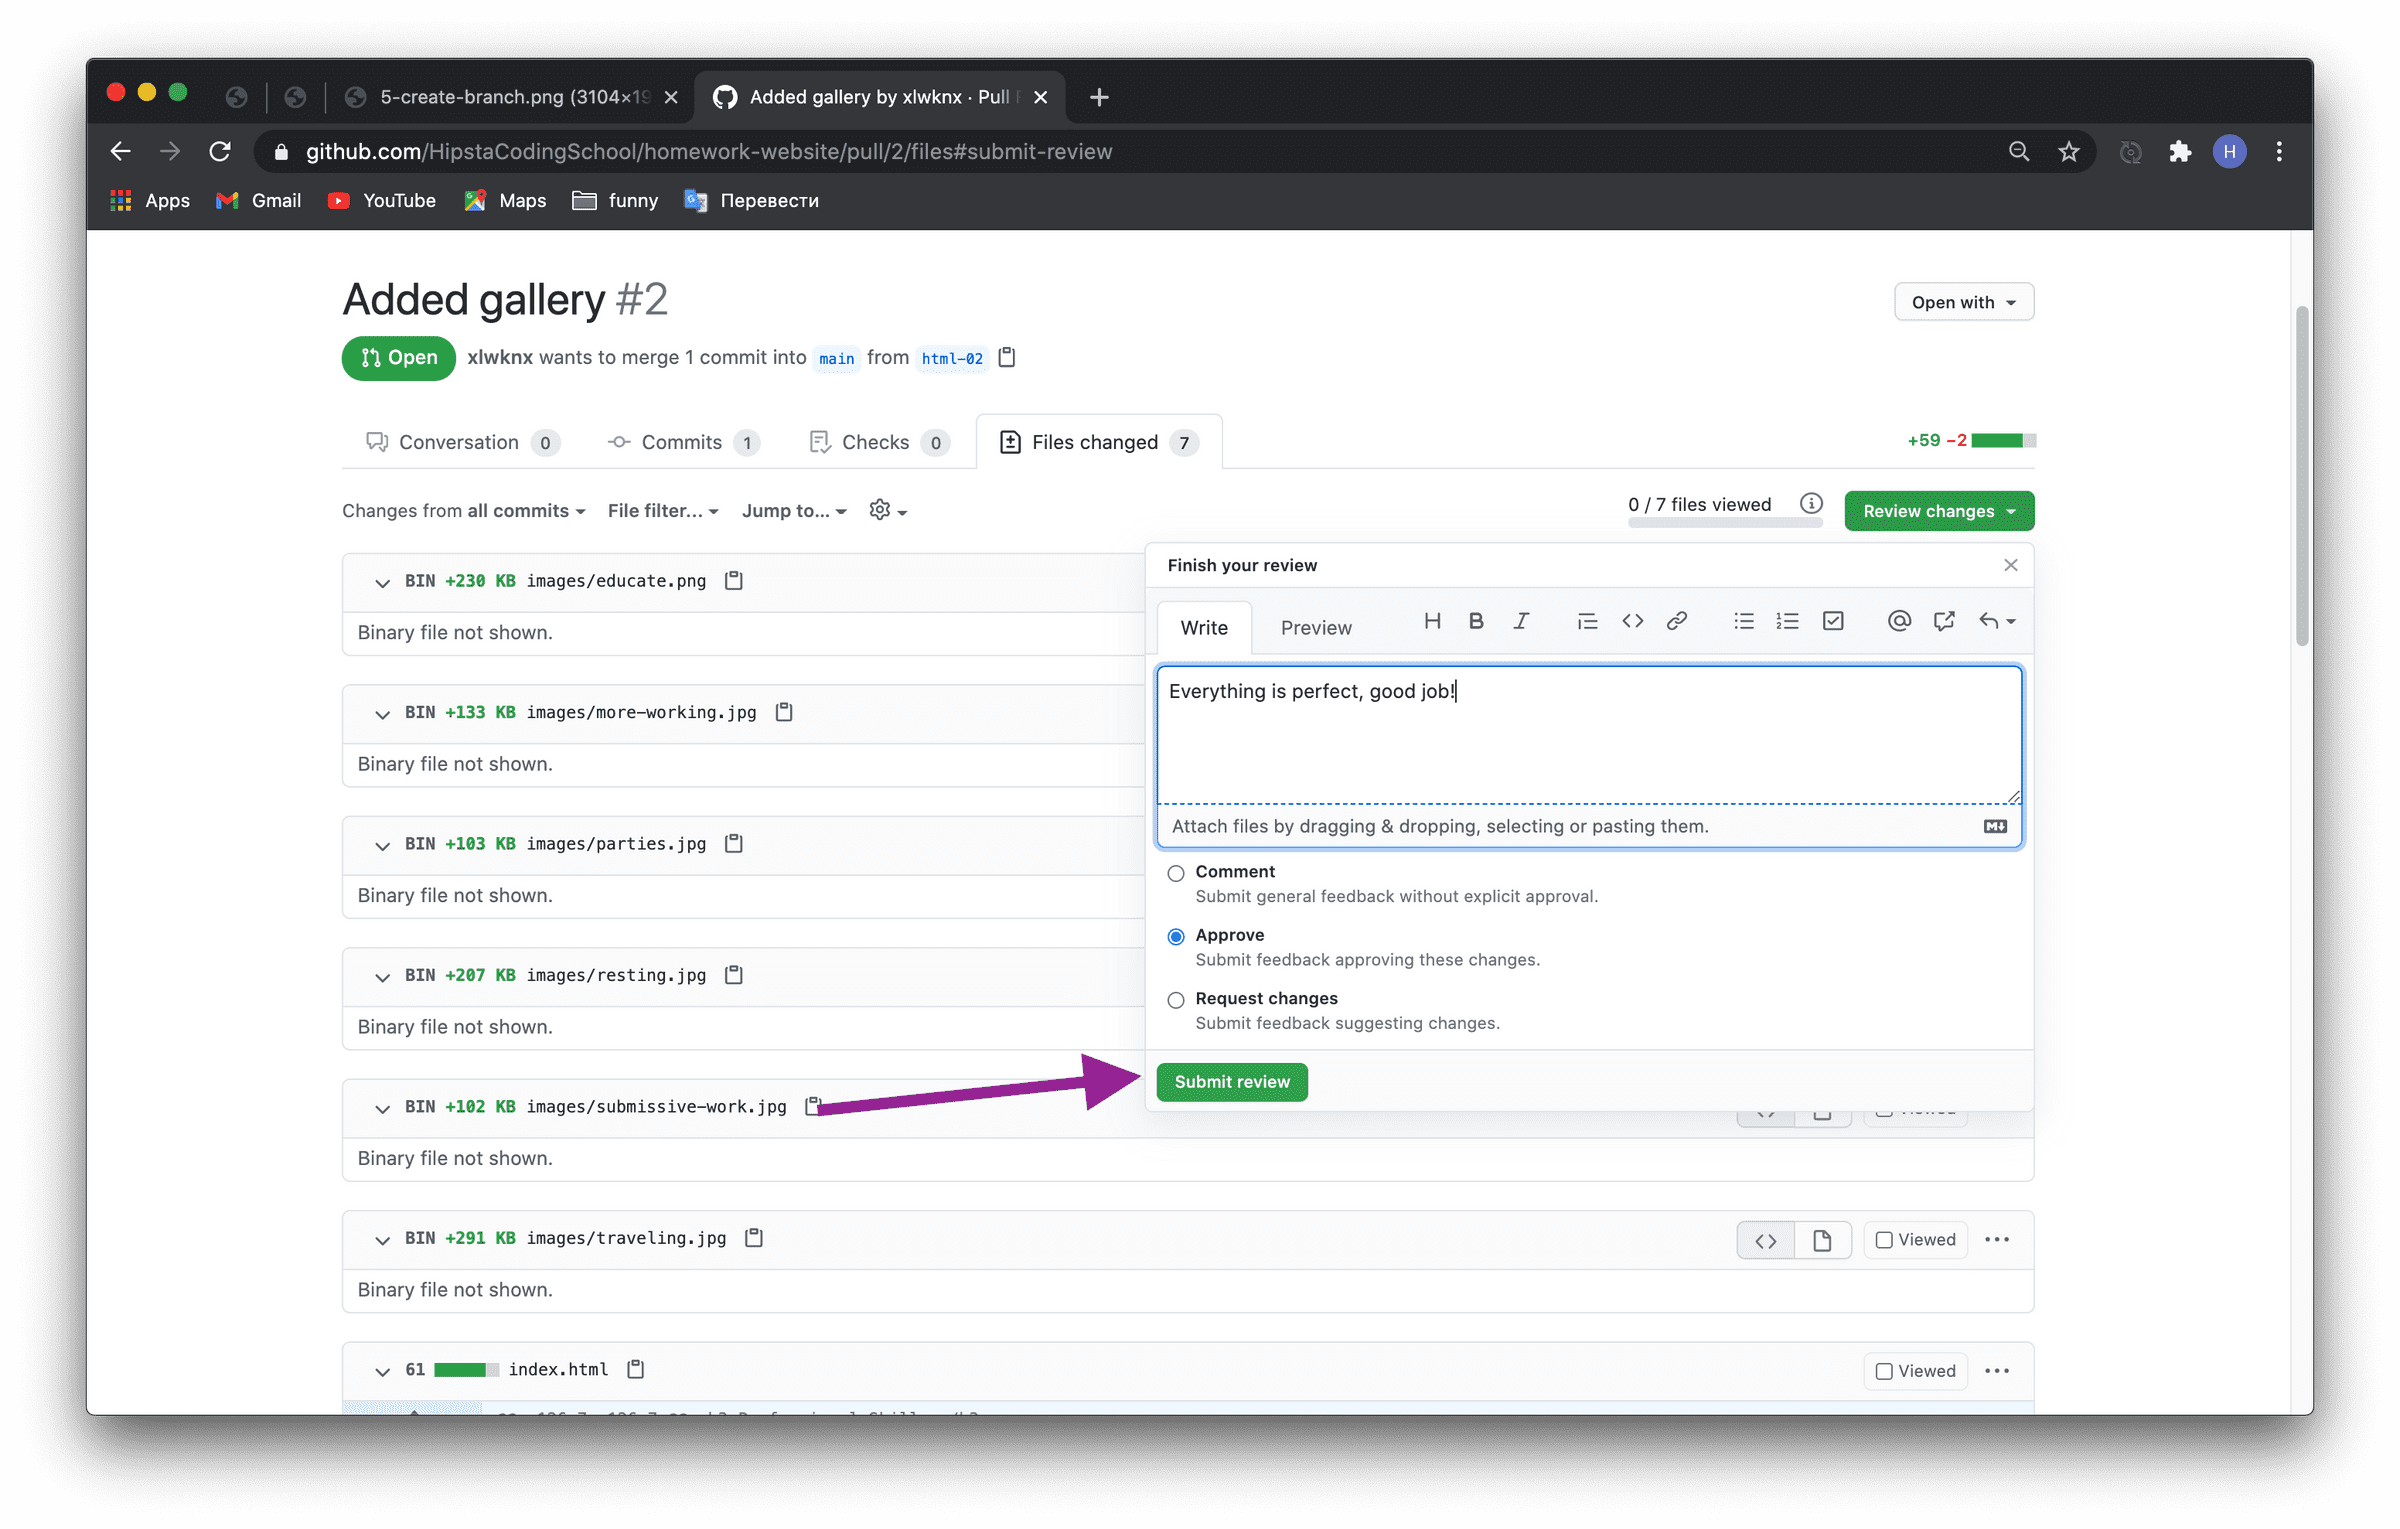 5-create-branch.png (3104×19
Added gallery by xlwknx · Pull
github.com/HipstaCodingSchool/homework-website/pull/2/files#submit-review
H
Apps
Gmail
YouTube
Maps
funny
Перевести
Added gallery #2
Open with
Open
xlwknx wants to merge 1 commit into main from html-02
Conversation 0
Commits 1
Checks 0
Files changed 7
+59 −2
Changes from all commits
File filter...
Jump to...
0 / 7 files viewed
Review changes
BIN +230 KB images/educate.png
Binary file not shown.
BIN +133 KB images/more-working.jpg
Binary file not shown.
BIN +103 KB images/parties.jpg
Binary file not shown.
BIN +207 KB images/resting.jpg
Binary file not shown.
BIN +102 KB images/submissive-work.jpg
Binary file not shown.
BIN +291 KB images/traveling.jpg
Viewed
Binary file not shown.
61 index.html
Viewed
Finish your review
Write
Preview
H B I
Everything is perfect, good job!
Attach files by dragging & dropping, selecting or pasting them.
Comment
Submit general feedback without explicit approval.
Approve
Submit feedback approving these changes.
Request changes
Submit feedback suggesting changes.
Submit review